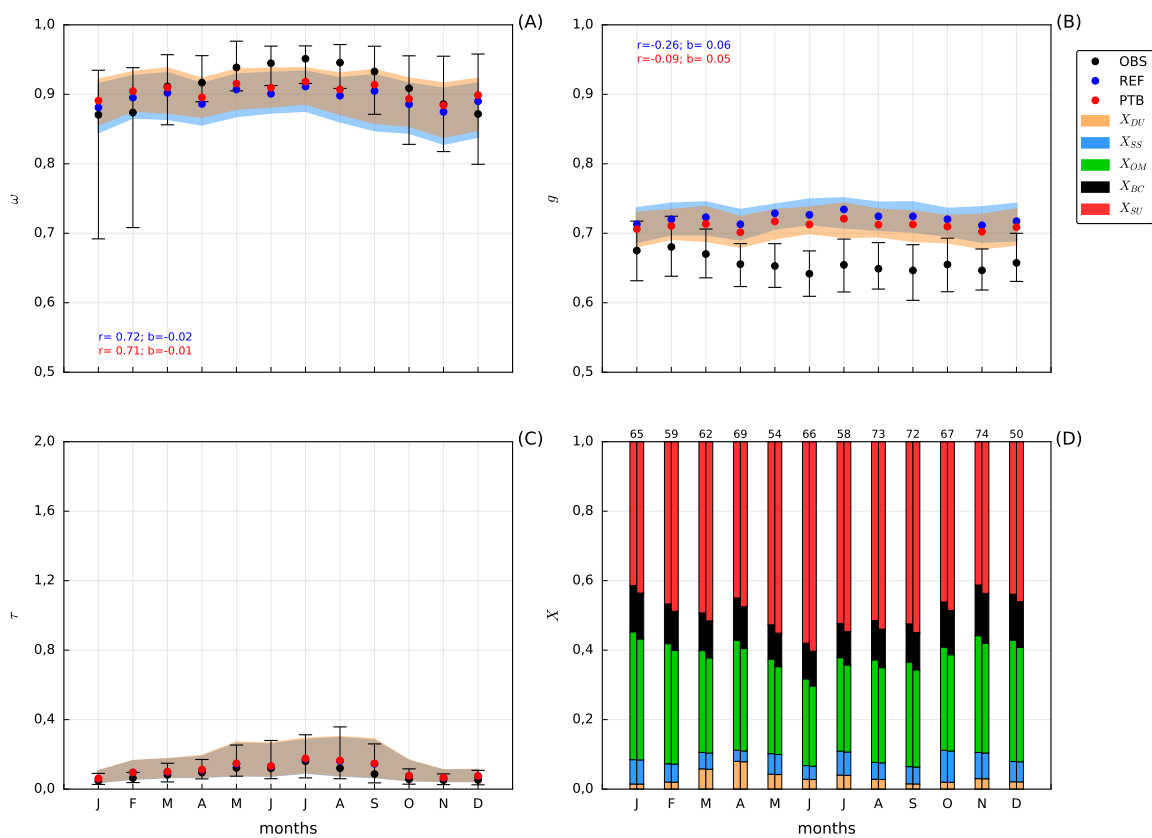 (A)
1,0
0,9
0,8
0,7
0,6
0,5
ω
r= 0.72; b=-0.02
r= 0.71; b=-0.01
(B)
1,0
0,9
0,8
0,7
0,6
0,5
g
r=-0.26; b= 0.06
r=-0.09; b= 0.05
OBS
REF
PTB
X_DU
X_SS
X_OM
X_BC
X_SU
(C)
2,0
1,6
1,2
0,8
0,4
0,0
τ
J F M A M J J A S O N D
months
(D)
65 59 62 69 54 66 58 73 72 67 74 50
1,0
0,8
0,6
0,4
0,2
0,0
X
J F M A M J J A S O N D
months